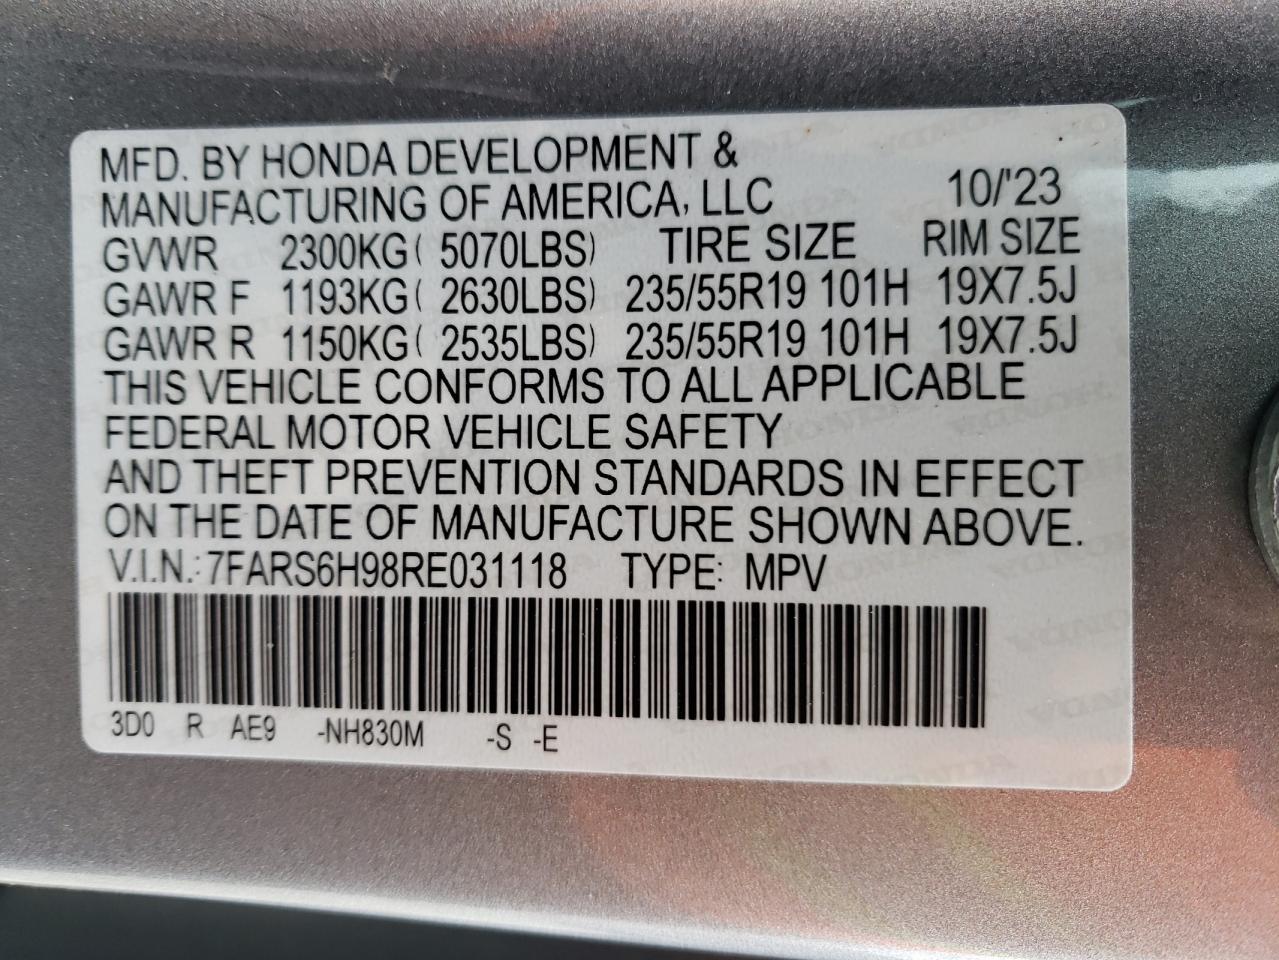 MFD. BY HONDA DEVELOPMENT &
MANUFACTURING OF AMERICA, LLC 10/'23
GVWR 2300KG( 5070LBS) TIRE SIZE RIM SIZE
GAWR F 1193KG( 2630LBS) 235/55R19 101H 19X7.5J
GAWR R 1150KG( 2535LBS) 235/55R19 101H 19X7.5J
THIS VEHICLE CONFORMS TO ALL APPLICABLE
FEDERAL MOTOR VEHICLE SAFETY
AND THEFT PREVENTION STANDARDS IN EFFECT
ON THE DATE OF MANUFACTURE SHOWN ABOVE.
V.I.N.: 7FARS6H98RE031118 TYPE: MPV
3D0 R AE9 -NH830M -S -E